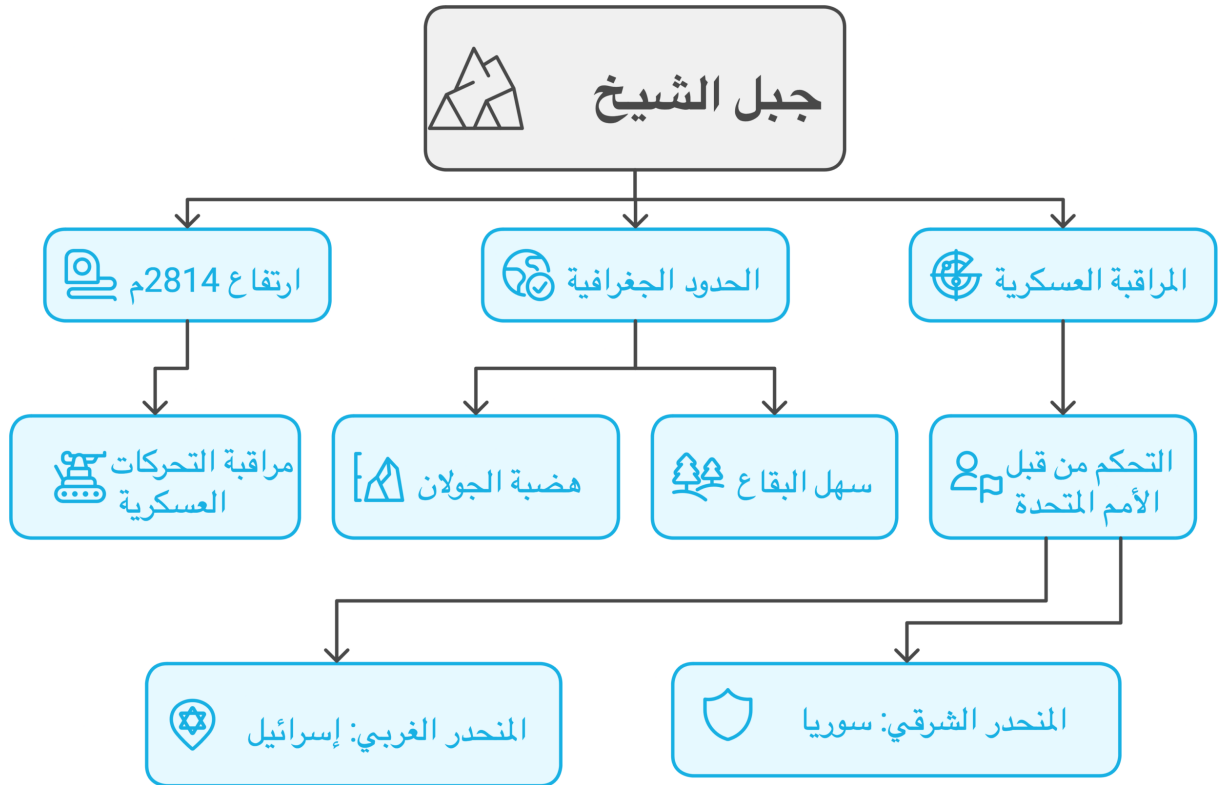 جبل الشيخ
المراقبة العسكرية
الحدود الجغرافية
ارتفاع 2814م
التحكم من قبل
الأمم المتحدة
سهل البقاع
هضبة الجولان
مراقبة التحركات
العسكرية
المنحدر الشرقي: سوريا
المنحدر الغربي: إسرائيل